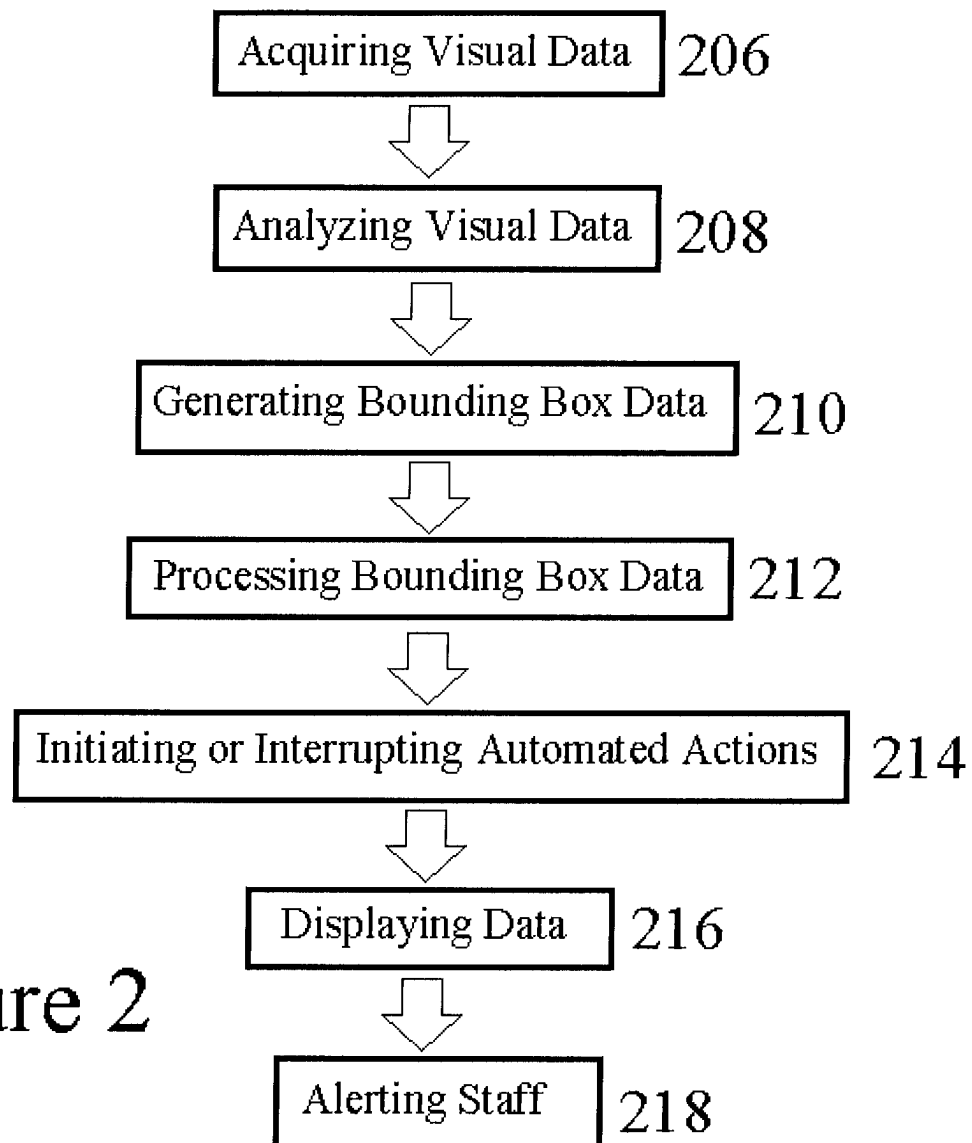 Acquiring Visual Data 206
Analyzing Visual Data 208
Generating Bounding Box Data 210
Processing Bounding Box Data 212
Initiating or Interrupting Automated Actions 214
Displaying Data 216
ure 2
Alerting Staff 218